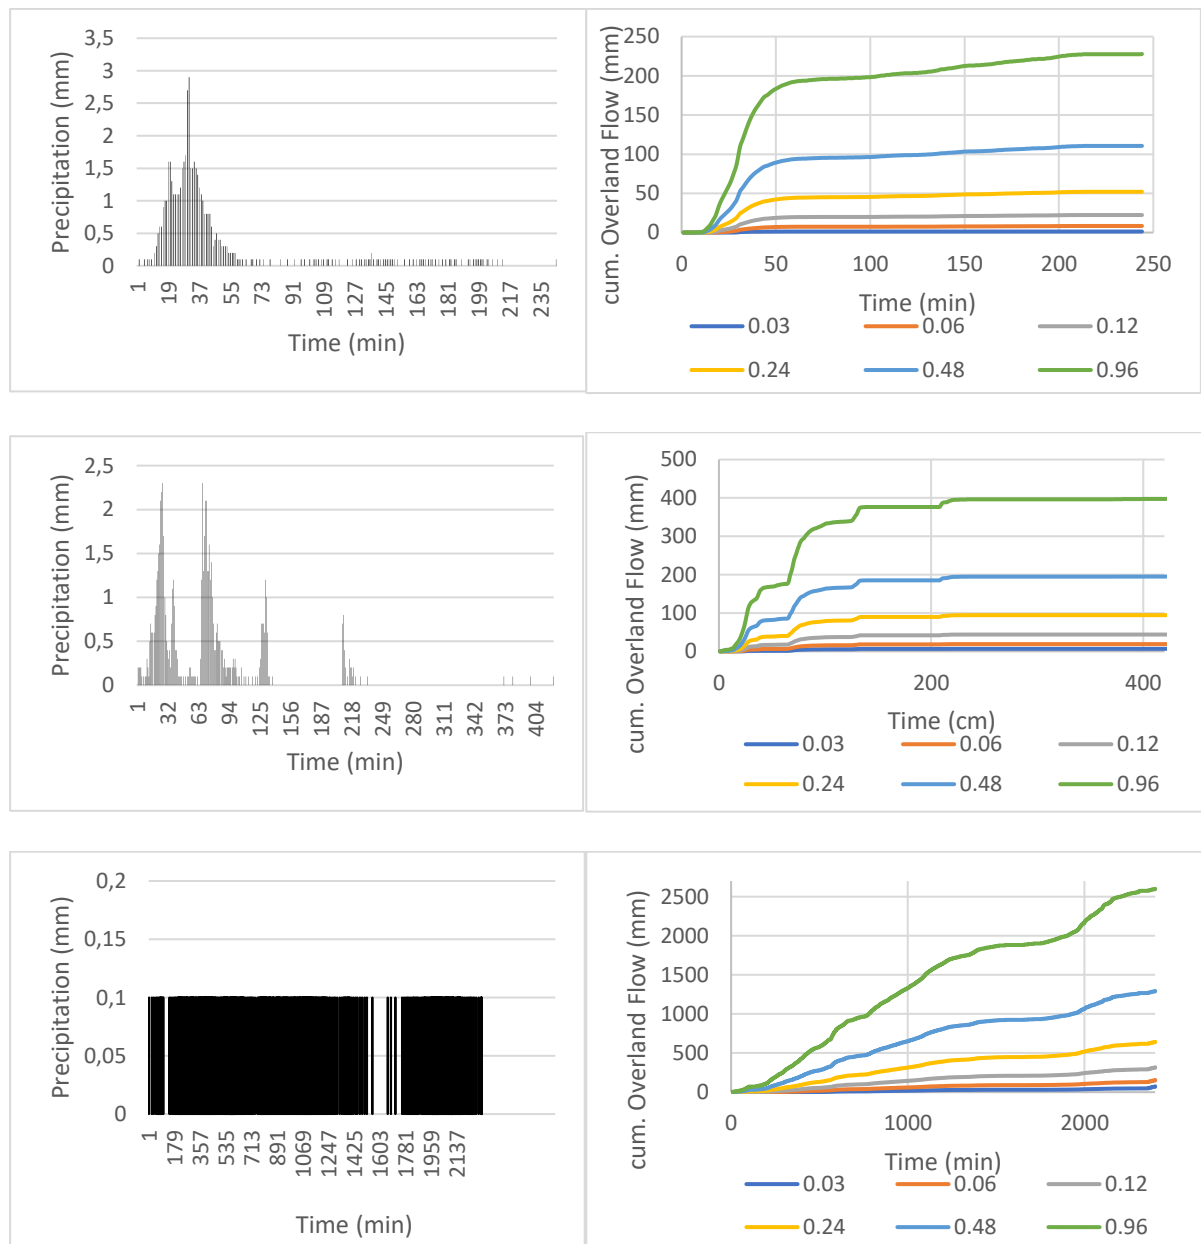 Precipitation (mm)
3,5
3
2,5
2
1,5
1
0,5
0
1 19 37 55 73 91 109 127 145 163 181 199 217 235
Time (min)
cum. Overland Flow (mm)
250
200
150
100
50
0
0 50 100 150 200 250
Time (min)
0.03 0.06 0.12
0.24 0.48 0.96
Precipitation (mm)
2,5
2
1,5
1
0,5
0
1 32 63 94 125 156 187 218 249 280 311 342 373 404
Time (min)
cum. Overland Flow (mm)
500
400
300
200
100
0
0 200 400
Time (cm)
0.03 0.06 0.12
0.24 0.48 0.96
Precipitation (mm)
0,2
0,15
0,1
0,05
0
1 179 357 535 713 891 1069 1247 1425 1603 1781 1959 2137
Time (min)
cum. Overland Flow (mm)
2500
2000
1500
1000
500
0
0 1000 2000
Time (min)
0.03 0.06 0.12
0.24 0.48 0.96